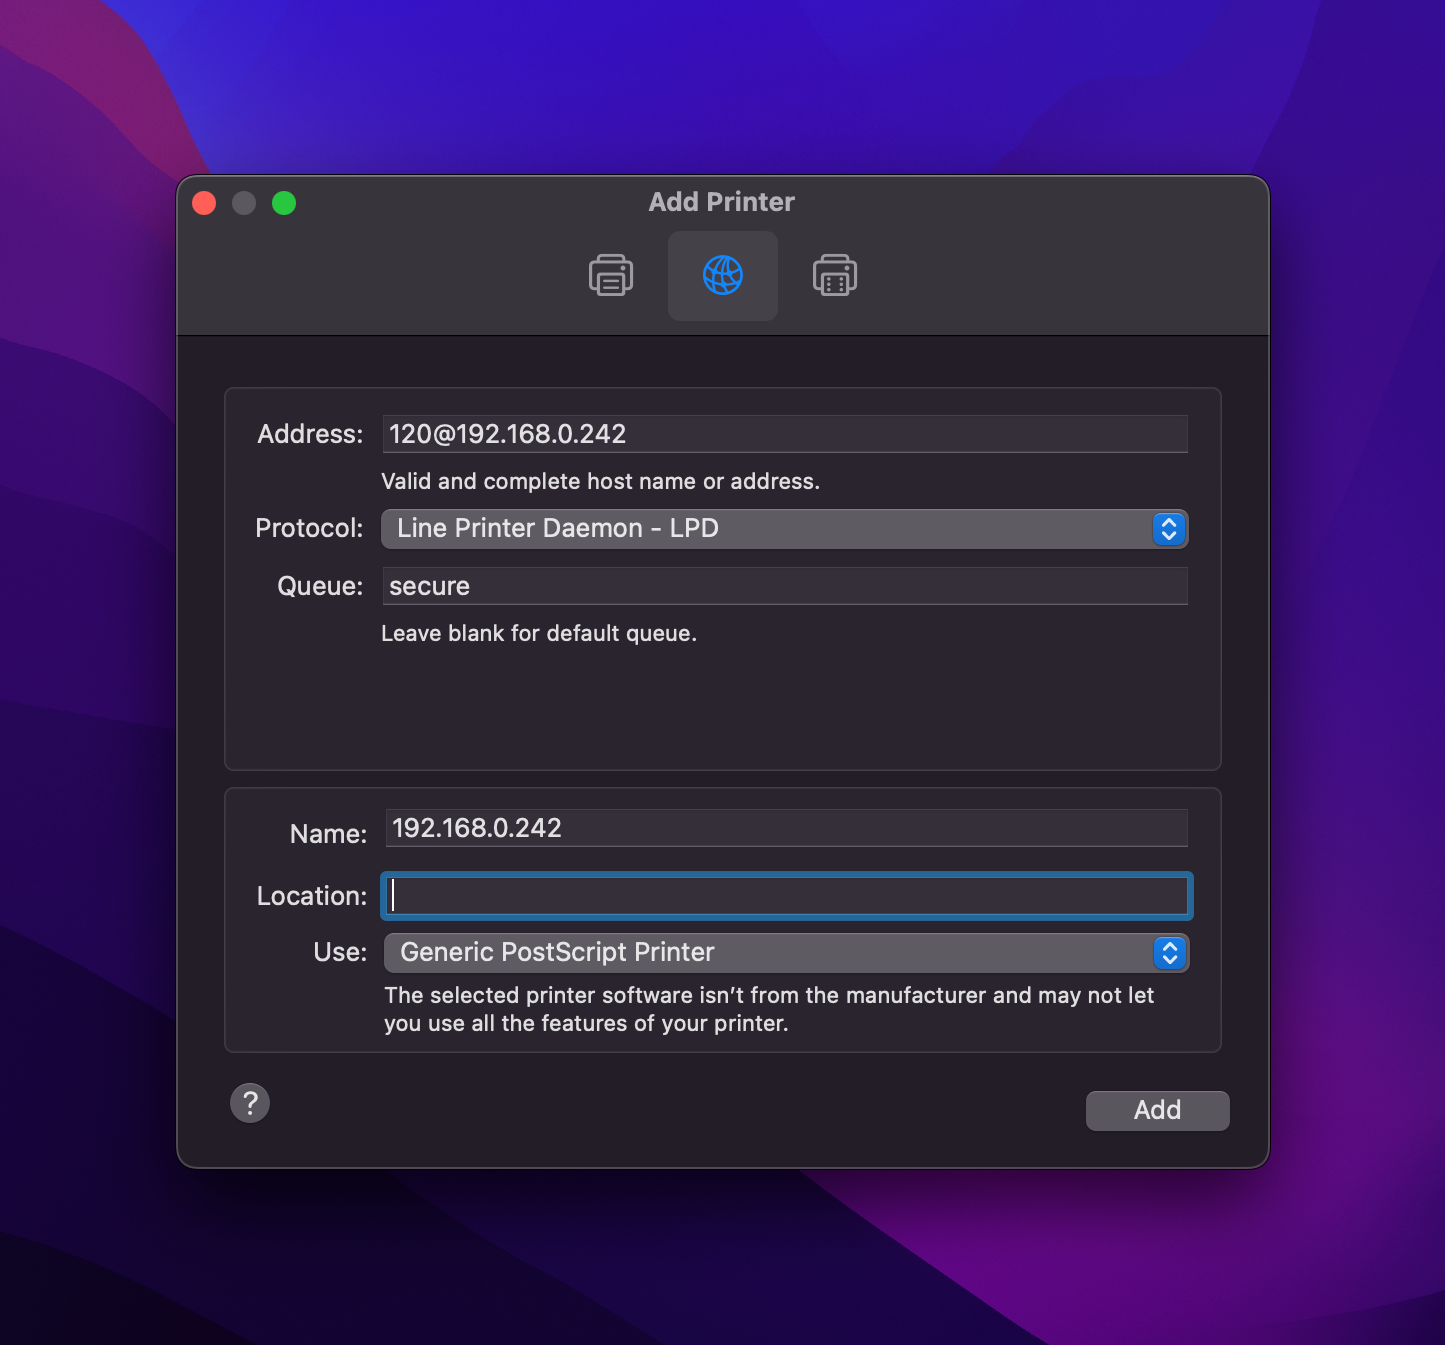 Add Printer
Address: 120@192.168.0.242
Valid and complete host name or address.
Protocol: Line Printer Daemon - LPD
Queue: secure
Leave blank for default queue.
Name: 192.168.0.242
Location:
Use: Generic PostScript Printer
The selected printer software isn’t from the manufacturer and may not let
you use all the features of your printer.
?
Add